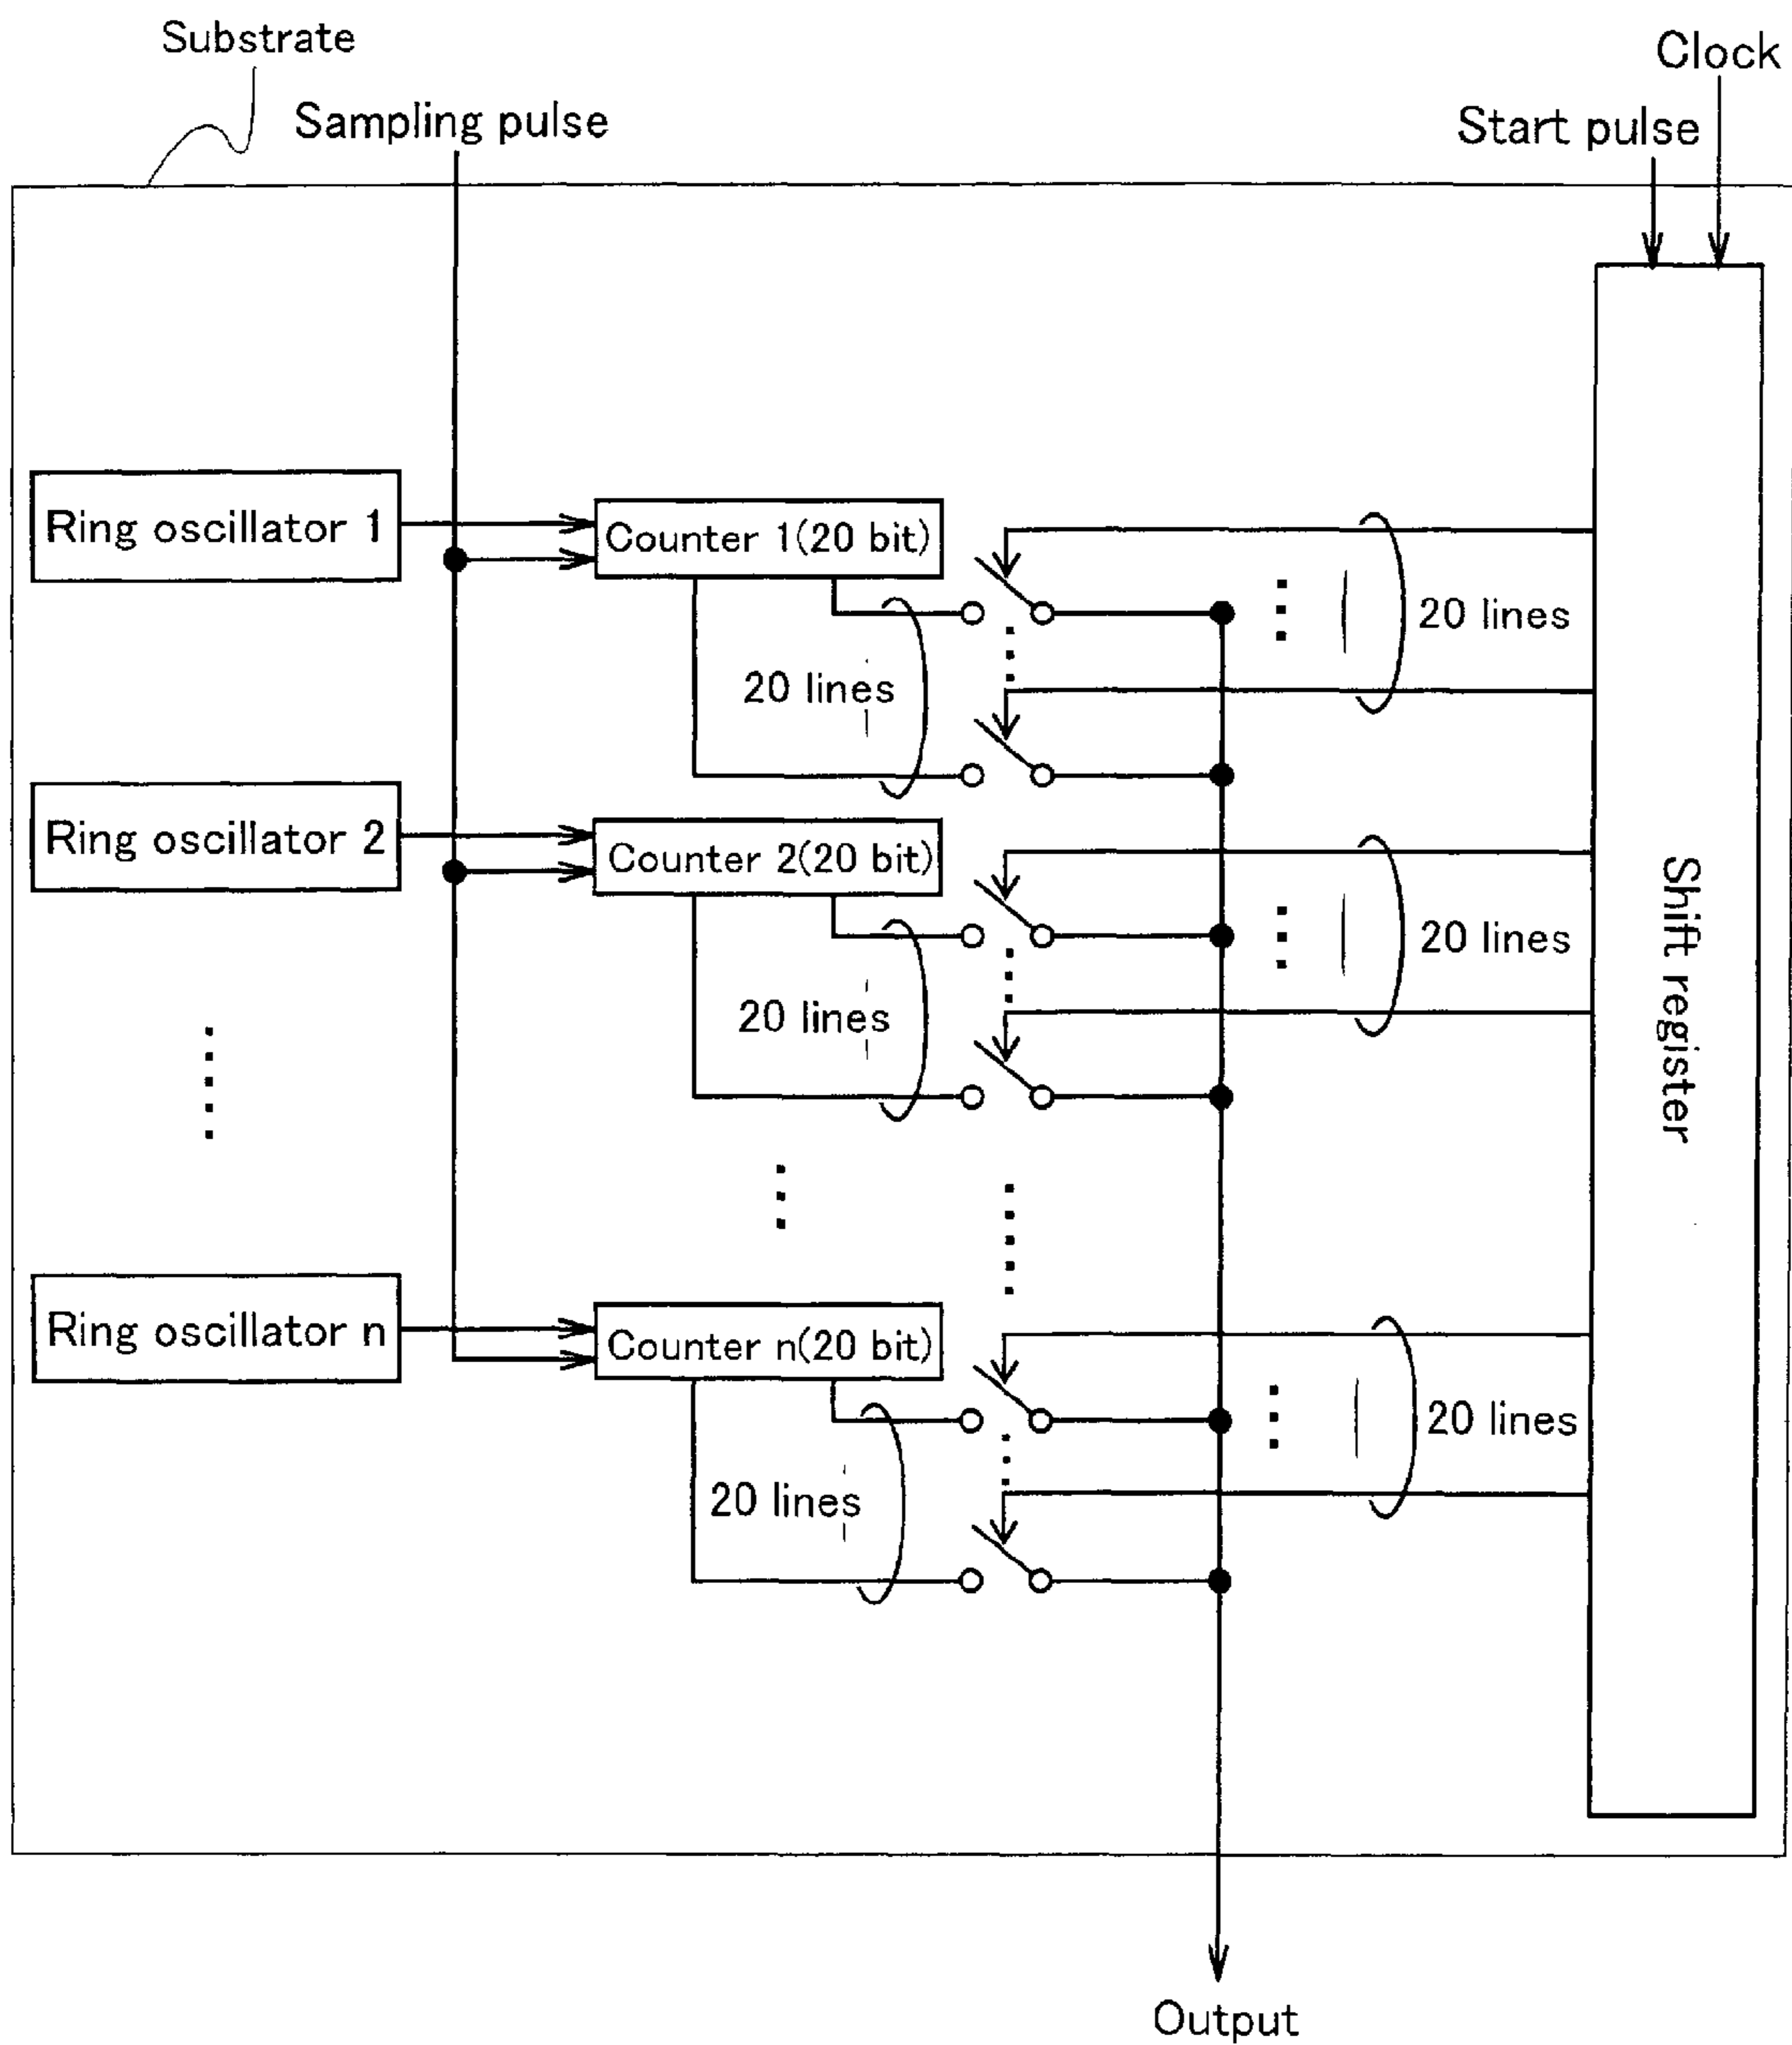 Substrate
Clock
Sampling pulse
Start pulse
Ring oscillator 1
Counter 1(20 bit)
20 lines
20 lines
Ring oscillator 2
Counter 2(20 bit)
20 lines
20 lines
Shift register
Ring oscillator n
Counter n(20 bit)
20 lines
20 lines
Output